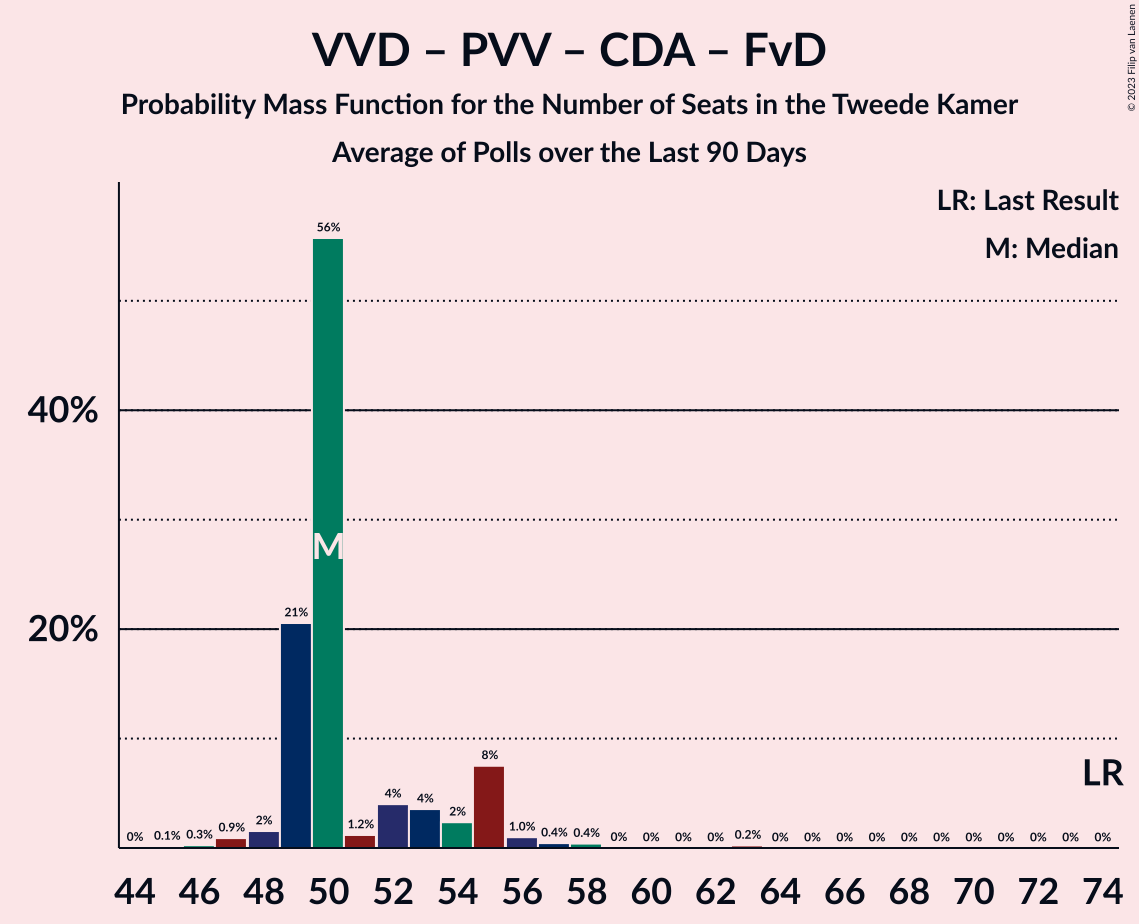 VVD – PVV – CDA – FvD
Probability Mass Function for the Number of Seats in the Tweede Kamer
Average of Polls over the Last 90 Days
© 2023 Filip van Laenen
LR: Last Result
M: Median
56%
40%
M
21%
20%
LR
8%
4% 4% 2%
0% 0.1% 0.3% 0.9% 2% 1.2% 1.0% 0.4% 0.4% 0% 0% 0% 0% 0.2% 0% 0% 0% 0% 0% 0% 0% 0% 0% 0% 0%
44 46 48 50 52 54 56 58 60 62 64 66 68 70 72 74